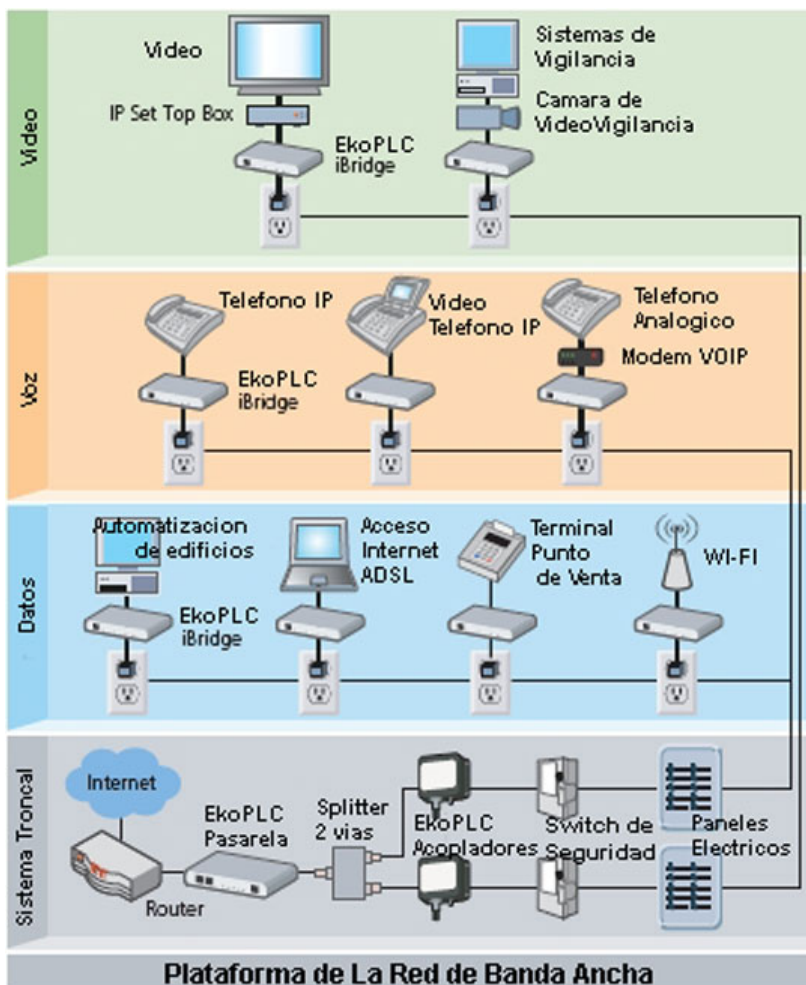 Video
Video
IP Set Top Box
EkoPLC
iBridge
Sistemas de
Vigilancia
Camara de
VideoVigilancia
Voz
Telefono IP
EkoPLC
iBridge
Video
Telefono IP
Telefono
Analogico
Modem VOIP
Datos
Automatizacion
de edificios
EkoPLC
iBridge
Acceso
Internet
ADSL
Terminal
Punto
de Venta
WI-FI
Sistema Troncal
Internet
Router
EkoPLC
Pasarela
Splitter
2 vias
EkoPLC
Acopladores
Switch de
Seguridad
Paneles
Electricos
Plataforma de La Red de Banda Ancha